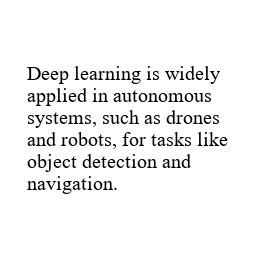 Deep learning is widely
applied in autonomous
systems, such as drones
and robots, for tasks like
object detection and
navigation.